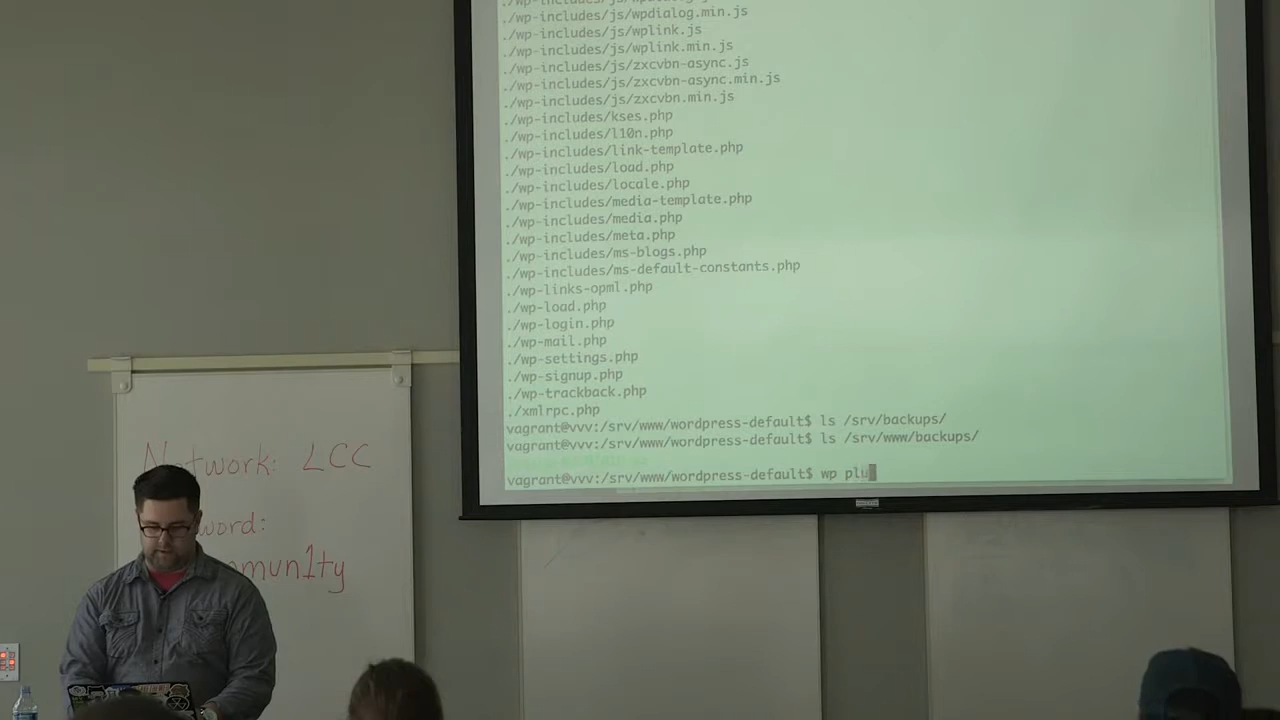 ./wp-includes/js/wpdialog.min.js
./wp-includes/js/wplink.js
./wp-includes/js/wplink.min.js
./wp-includes/js/zxcvbn-async.js
./wp-includes/js/zxcvbn-async.min.js
./wp-includes/js/zxcvbn.min.js
./wp-includes/kses.php
./wp-includes/l10n.php
./wp-includes/link-template.php
./wp-includes/load.php
./wp-includes/locale.php
./wp-includes/media-template.php
./wp-includes/media.php
./wp-includes/meta.php
./wp-includes/ms-blogs.php
./wp-includes/ms-default-constants.php
./wp-links-opml.php
./wp-load.php
./wp-login.php
./wp-mail.php
./wp-settings.php
./wp-signup.php
./wp-trackback.php
./xmlrpc.php
vagrant@vvv:/srv/www/wordpress-default$ ls /srv/backups/
vagrant@vvv:/srv/www/wordpress-default$ ls /srv/www/backups/
vagrant@vvv:/srv/www/wordpress-default$ wp plu
Network: LCC
word:
mmun1ty